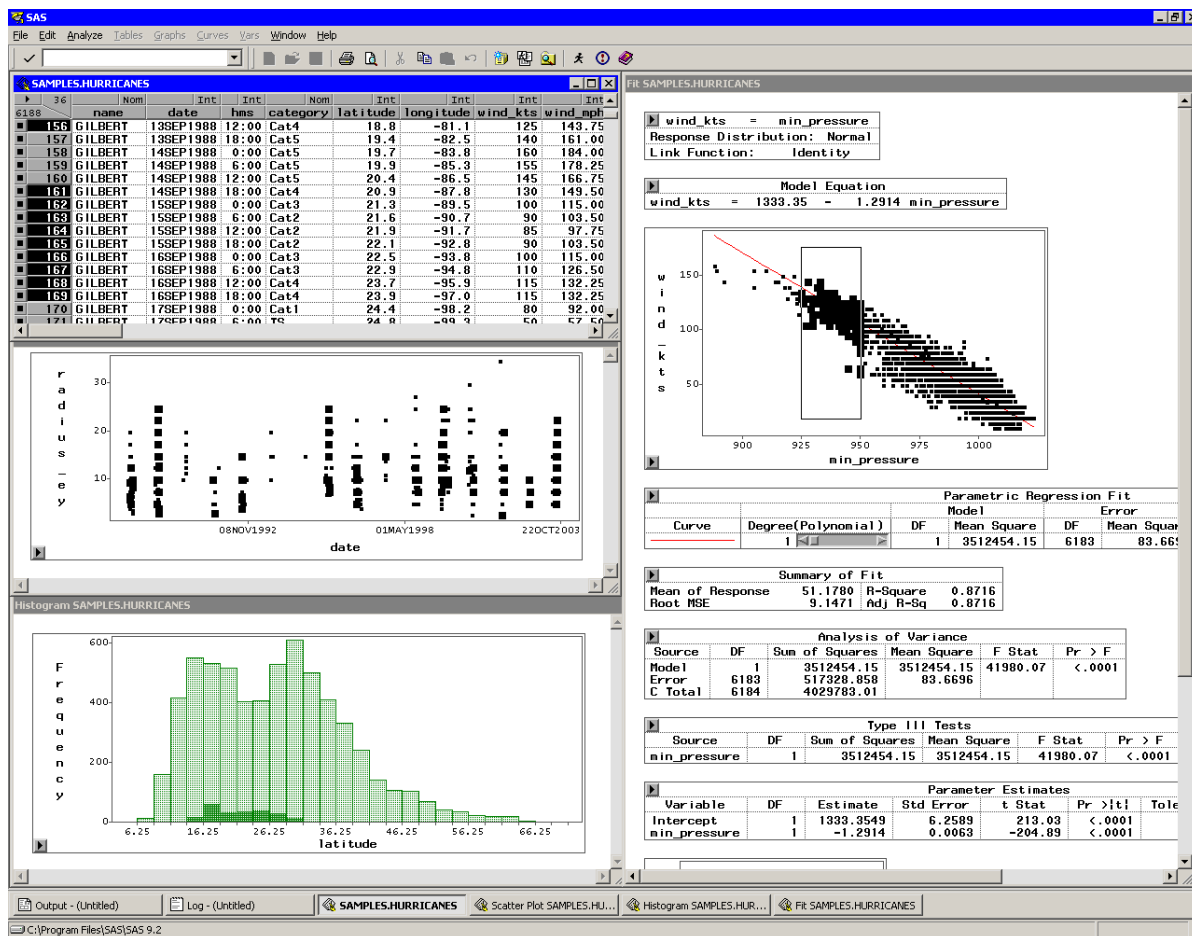 SAS
File Edit Analyze Tables Graphs Curves Vars Window Help
SAMPLES.HURRICANES
36 Nom Int Int Nom Int Int Int Int
6188 name date hms category latitude longitude wind_kts wind_mph
156 GILBERT 13SEP1988 12:00 Cat4 18.8 -81.1 125 143.75
157 GILBERT 13SEP1988 18:00 Cat5 19.4 -82.5 140 161.00
158 GILBERT 14SEP1988 0:00 Cat5 19.7 -83.8 160 184.00
159 GILBERT 14SEP1988 6:00 Cat5 19.9 -85.3 155 178.25
160 GILBERT 14SEP1988 12:00 Cat5 20.4 -86.5 145 166.75
161 GILBERT 14SEP1988 18:00 Cat4 20.9 -87.8 130 149.50
162 GILBERT 15SEP1988 0:00 Cat3 21.3 -89.5 100 115.00
163 GILBERT 15SEP1988 6:00 Cat2 21.6 -90.7 90 103.50
164 GILBERT 15SEP1988 12:00 Cat2 21.9 -91.7 85 97.75
165 GILBERT 15SEP1988 18:00 Cat2 22.1 -92.8 90 103.50
166 GILBERT 16SEP1988 0:00 Cat3 22.5 -93.8 100 115.00
167 GILBERT 16SEP1988 6:00 Cat3 22.9 -94.8 110 126.50
168 GILBERT 16SEP1988 12:00 Cat4 23.7 -95.9 115 132.25
169 GILBERT 16SEP1988 18:00 Cat4 23.9 -97.0 115 132.25
170 GILBERT 17SEP1988 0:00 Cat1 24.4 -98.2 80 92.00
171 GILBERT 17SEP1988 6:00 TS 24.8 -99.3 50 57.50
radius_ey
30
20
10
08NOV1992 01MAY1998 22OCT2003
date
Histogram SAMPLES.HURRICANES
Frequency
600
400
200
0
6.25 16.25 26.25 36.25 46.25 56.25 66.25
latitude
Fit SAMPLES.HURRICANES
wind_kts = min_pressure
Response Distribution: Normal
Link Function: Identity
Model Equation
wind_kts = 1333.35 - 1.2914 min_pressure
wind_kts
150
100
50
900 925 950 975 1000
min_pressure
Parametric Regression Fit
Model Error
Curve Degree(Polynomial) DF Mean Square DF Mean Squar
1 1 3512454.15 6183 83.669
Summary of Fit
Mean of Response 51.1780 R-Square 0.8716
Root MSE 9.1471 Adj R-Sq 0.8716
Analysis of Variance
Source DF Sum of Squares Mean Square F Stat Pr > F
Model 1 3512454.15 3512454.15 41980.07 <.0001
Error 6183 517328.858 83.6696
C Total 6184 4029783.01
Type III Tests
Source DF Sum of Squares Mean Square F Stat Pr > F
min_pressure 1 3512454.15 3512454.15 41980.07 <.0001
Parameter Estimates
Variable DF Estimate Std Error t Stat Pr >|t| Tole
Intercept 1 1333.3549 6.2589 213.03 <.0001
min_pressure 1 -1.2914 0.0063 -204.89 <.0001
Output - (Untitled) Log - (Untitled) SAMPLES.HURRICANES Scatter Plot SAMPLES.HU... Histogram SAMPLES.HUR... Fit SAMPLES.HURRICANES
C:\Program Files\SAS\SAS 9.2